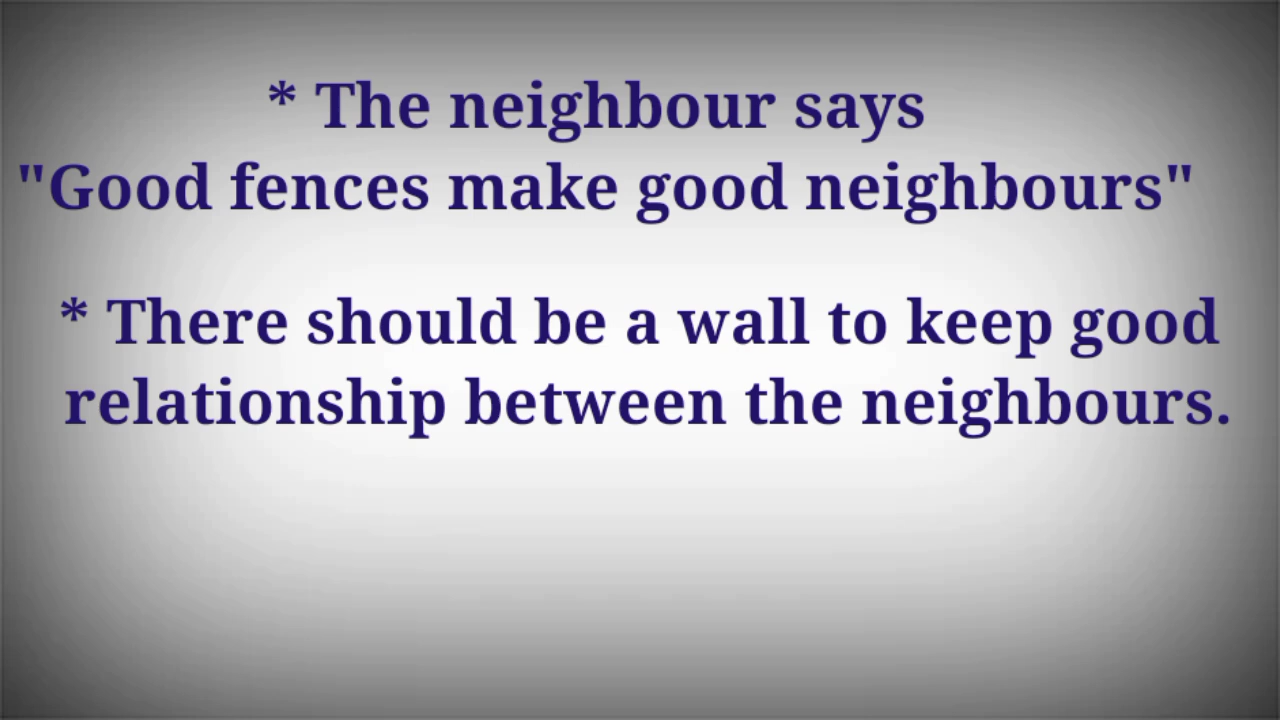 * The neighbour says
"Good fences make good neighbours"
* There should be a wall to keep good
relationship between the neighbours.